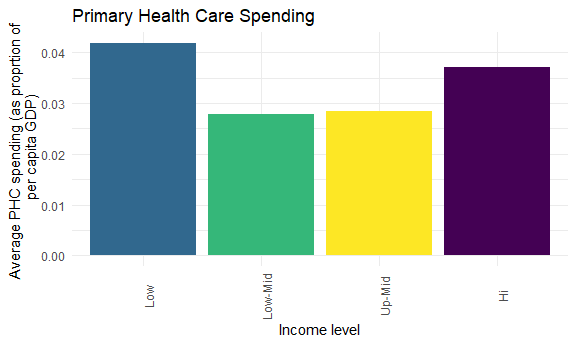 Primary Health Care Spending
Average PHC spending (as proprtion of
per capita GDP)
0.04
0.03
0.02
0.01
0.00
Low
Low-Mid
Up-Mid
Hi
Income level